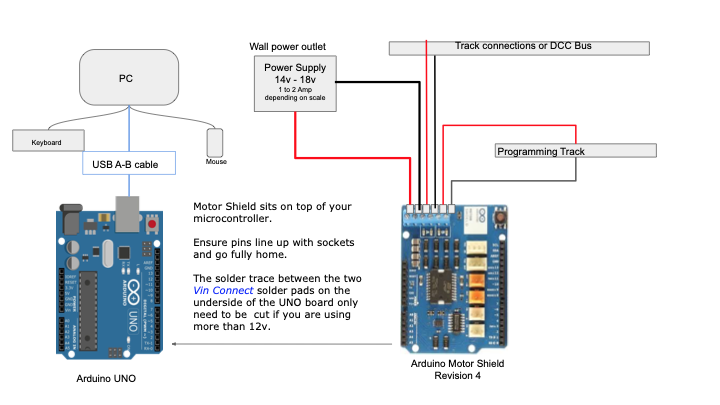 Wall power outlet
Track connections or DCC Bus
PC
Power Supply
14v - 18v
1 to 2 Amp
depending on scale
Keyboard
Mouse
USB A-B cable
Programming Track
Motor Shield sits on top of your
microcontroller.
Ensure pins line up with sockets
and go fully home.
The solder trace between the two
Vin Connect solder pads on the
underside of the UNO board only
need to be cut if you are using
more than 12v.
UNO
ARDUINO
Arduino UNO
Arduino Motor Shield
Revision 4